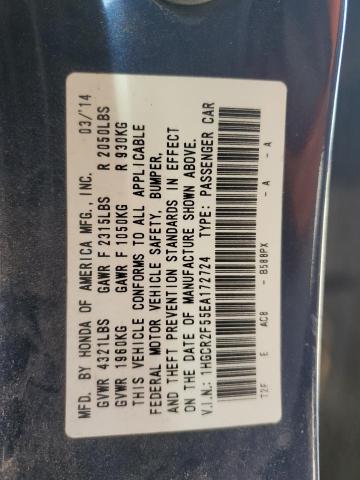 MFD. BY HONDA OF AMERICA MFG., INC. 03/'14
GVWR 4321LBS GAWR F 2315LBS R 2050LBS
GVWR 1960KG GAWR F 1050KG R 930KG
THIS VEHICLE CONFORMS TO ALL APPLICABLE
FEDERAL MOTOR VEHICLE SAFETY, BUMPER,
AND THEFT PREVENTION STANDARDS IN EFFECT
ON THE DATE OF MANUFACTURE SHOWN ABOVE.
V.I.N.: 1HGCR2F55EA172724 TYPE: PASSENGER CAR
T2F E AC8 - B588PX - A - A